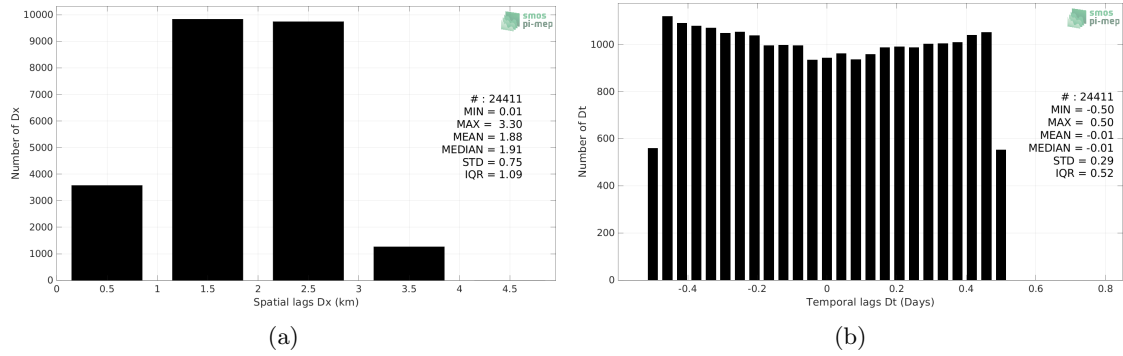 10000
9000
8000
7000
6000
5000
4000
3000
2000
1000
0
0
0.5
1
1.5
2
2.5
3
3.5
4
4.5
Number of Dx
Spatial lags Dx (km)
smos
pi-mep
# : 24411
MIN = 0.01
MAX = 3.30
MEAN = 1.88
MEDIAN = 1.91
STD = 0.75
IQR = 1.09
(a)
1000
800
600
400
200
0
-0.4
-0.2
0
0.2
0.4
0.6
0.8
Number of Dt
Temporal lags Dt (Days)
smos
pi-mep
# : 24411
MIN = -0.50
MAX = 0.50
MEAN = -0.01
MEDIAN = -0.01
STD = 0.29
IQR = 0.52
(b)